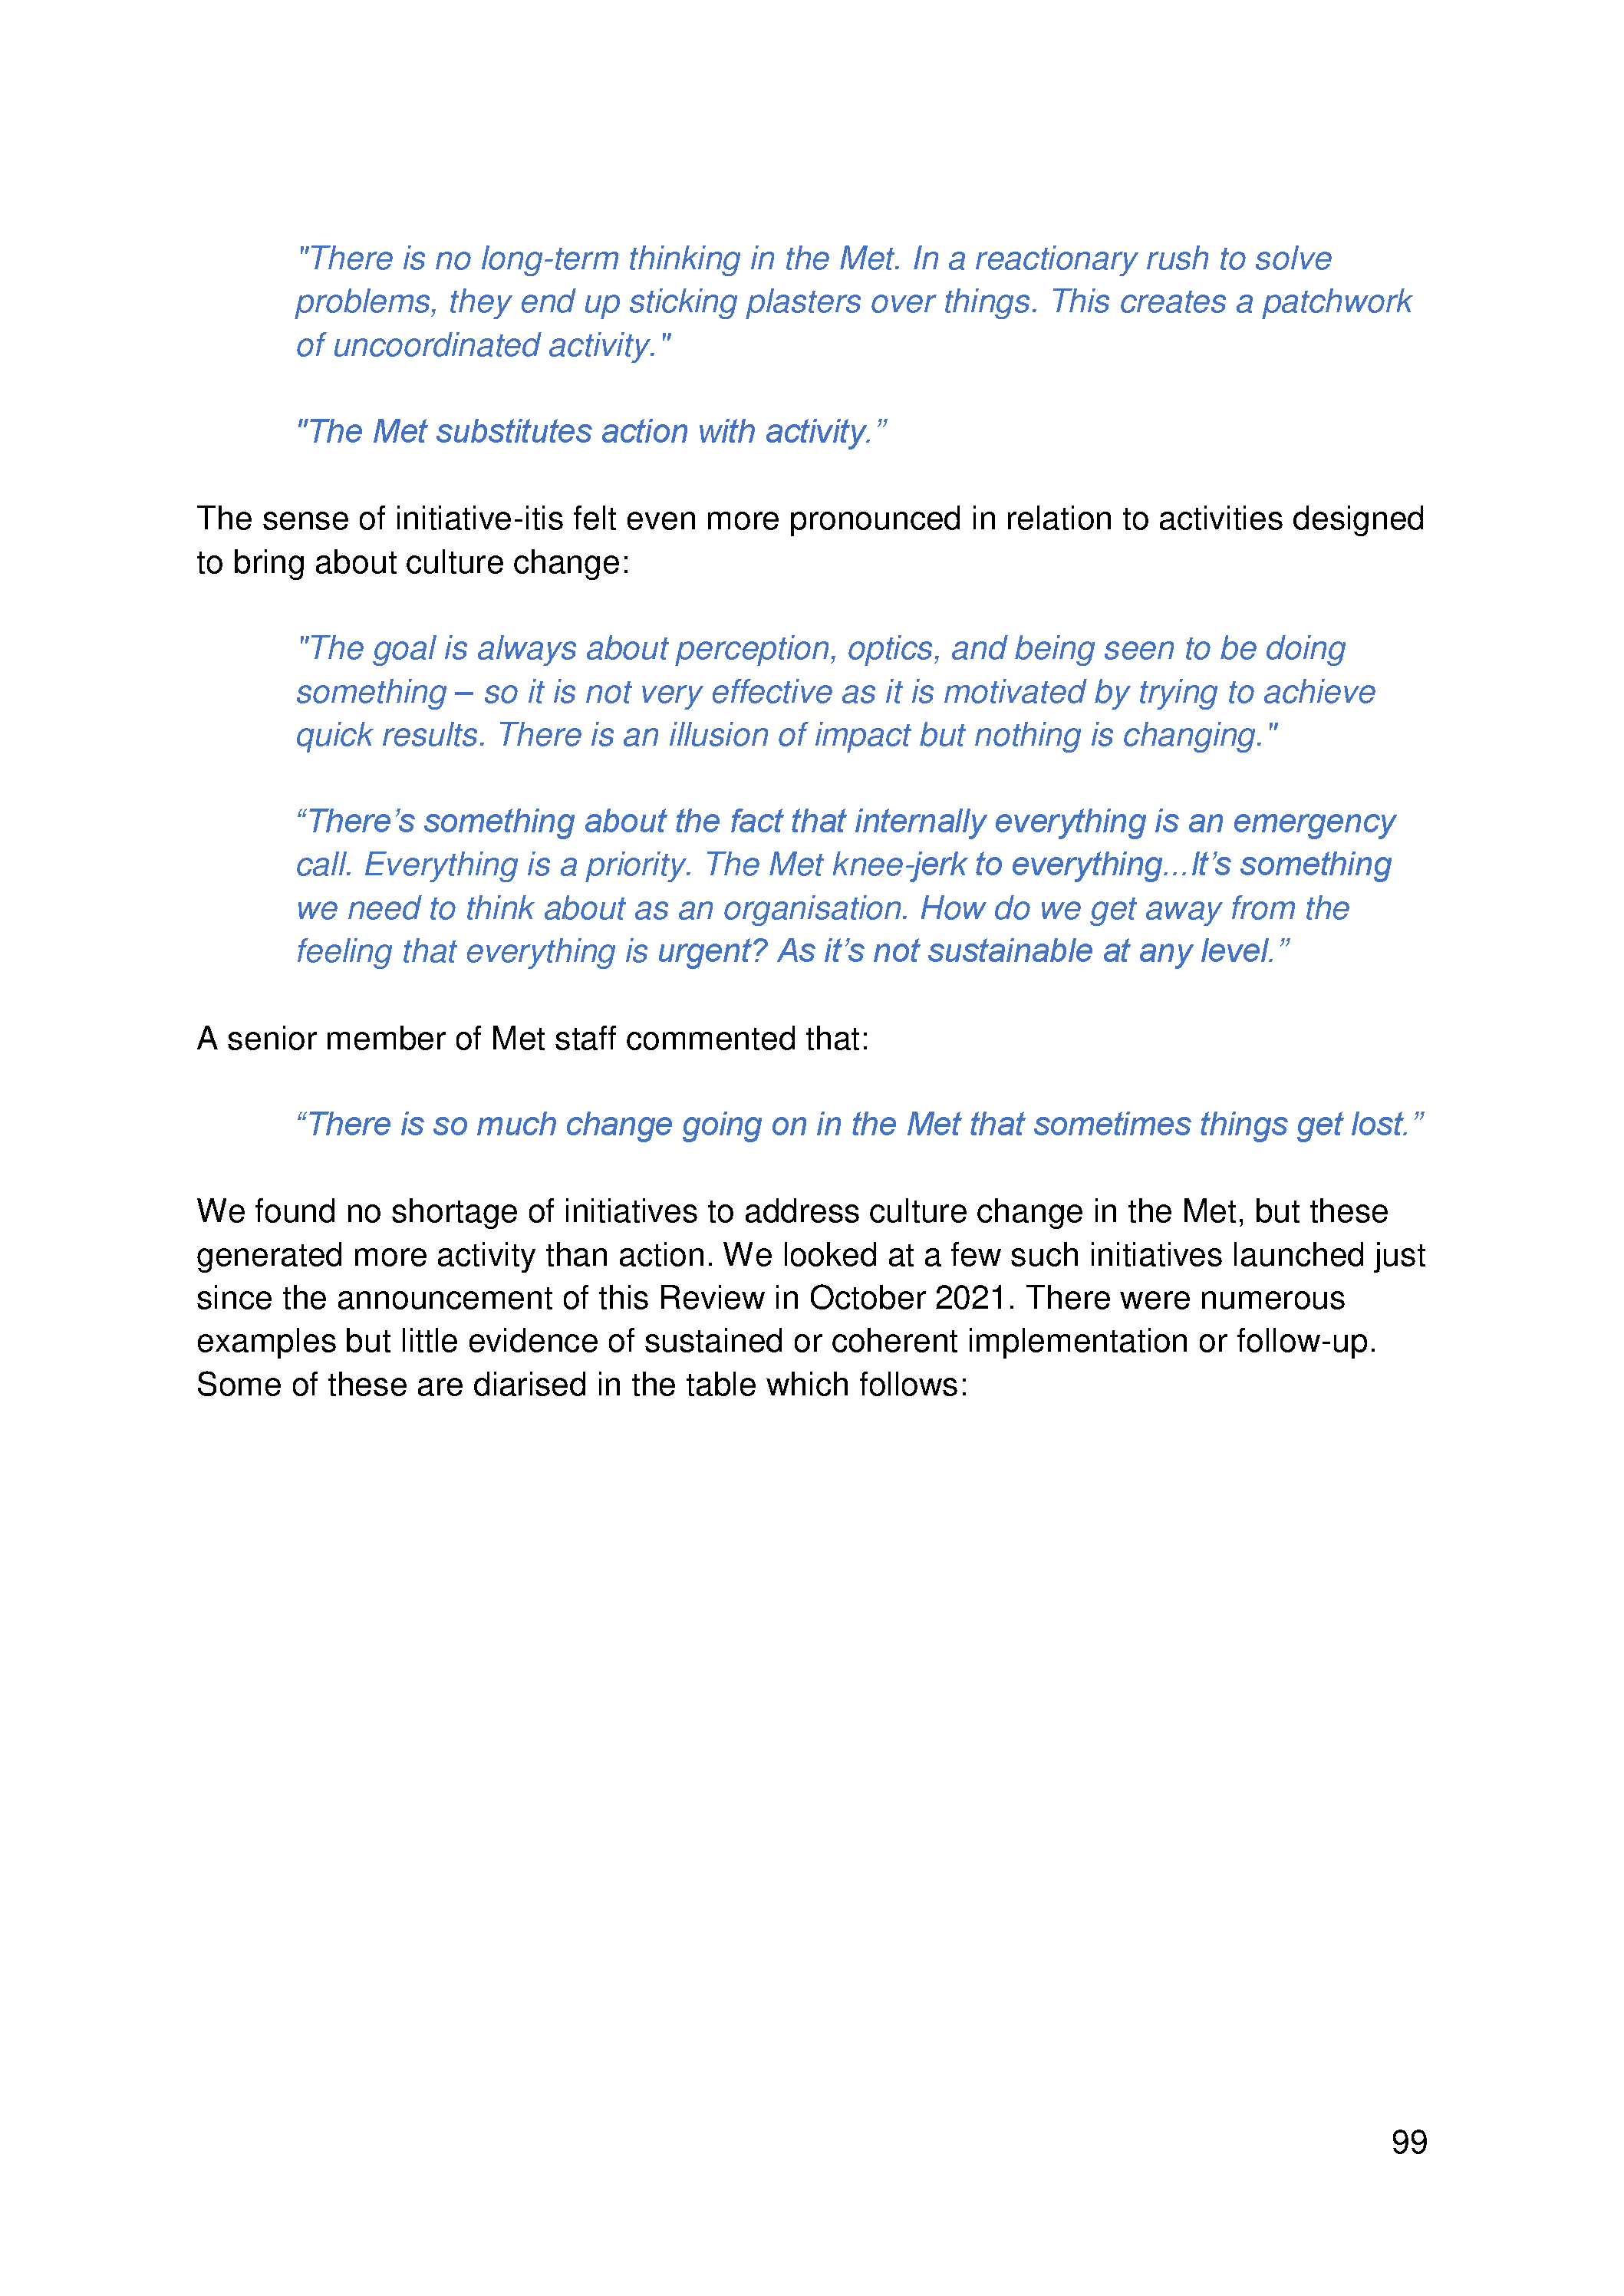 "There is no long-term thinking in the Met. In a reactionary rush to solve
problems, they end up sticking plasters over things. This creates a patchwork
of uncoordinated activity."
"The Met substitutes action with activity.”
The sense of initiative-itis felt even more pronounced in relation to activities designed
to bring about culture change:
"The goal is always about perception, optics, and being seen to be doing
something – so it is not very effective as it is motivated by trying to achieve
quick results. There is an illusion of impact but nothing is changing."
“There’s something about the fact that internally everything is an emergency
call. Everything is a priority. The Met knee-jerk to everything...It’s something
we need to think about as an organisation. How do we get away from the
feeling that everything is urgent? As it’s not sustainable at any level.”
A senior member of Met staff commented that:
“There is so much change going on in the Met that sometimes things get lost.”
We found no shortage of initiatives to address culture change in the Met, but these
generated more activity than action. We looked at a few such initiatives launched just
since the announcement of this Review in October 2021. There were numerous
examples but little evidence of sustained or coherent implementation or follow-up.
Some of these are diarised in the table which follows:
99